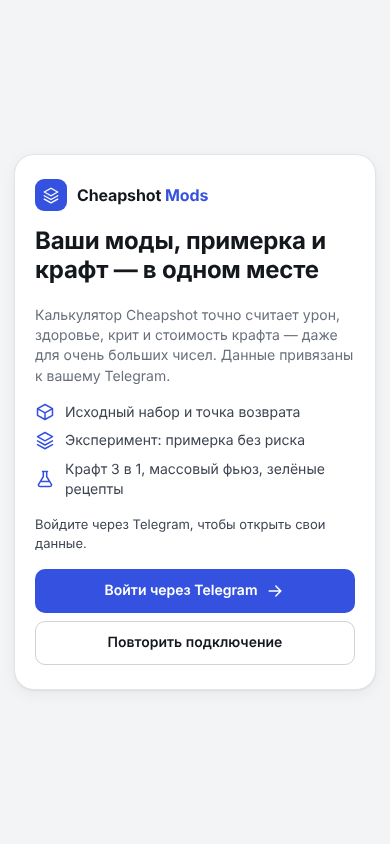 Cheapshot Mods
Ваши моды, примерка и
крафт — в одном месте
Калькулятор Cheapshot точно считает урон,
здоровье, крит и стоимость крафта — даже
для очень больших чисел. Данные привязаны
к вашему Telegram.
Исходный набор и точка возврата
Эксперимент: примерка без риска
Крафт 3 в 1, массовый фьюз, зелёные
рецепты
Войдите через Telegram, чтобы открыть свои
данные.
Войти через Telegram →
Повторить подключение